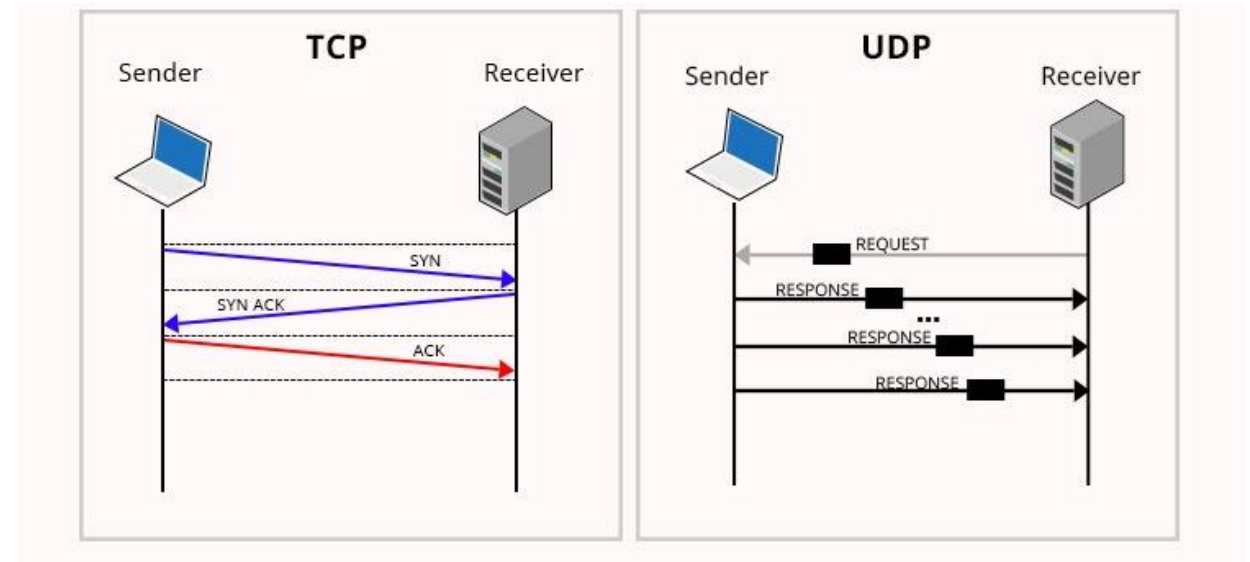 TCP
Sender
Receiver
SYN
SYN ACK
ACK
UDP
Sender
Receiver
REQUEST
RESPONSE
...
RESPONSE
RESPONSE